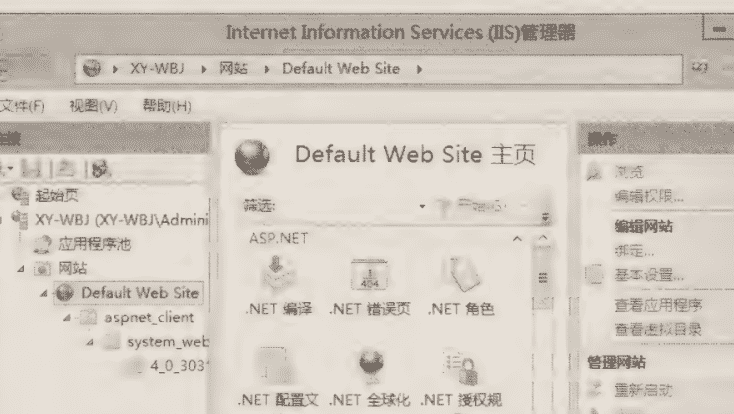 Internet Information Services (IIS)管理器
XY-WBJ 网站 Default Web Site
文件(F) 视图(V) 帮助(H)
起始页
XY-WBJ (XY-WBJ\Admini
应用程序池
网站
Default Web Site
aspnet_client
system_web
4_0_303
Default Web Site 主页
筛选:
ASP.NET
.NET 编译 .NET 错误页 .NET 角色
404
.NET 配置文 .NET 全球化 .NET 授权规
操作
浏览
编辑权限...
编辑网站
绑定...
基本设置...
查看应用程序
查看虚拟目录
管理网站
重新启动